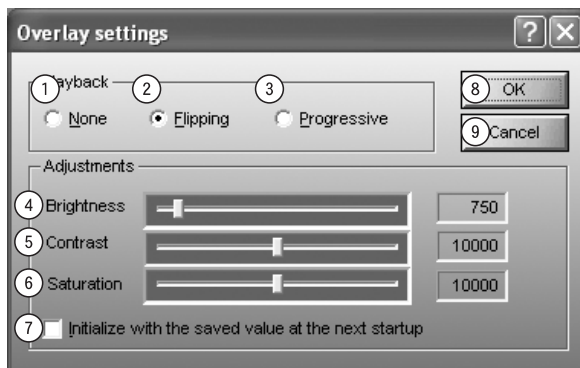 Overlay settings
?
1 2 3
Playback
None Flipping Progressive
8 OK
9 Cancel
Adjustments
4 Brightness 750
5 Contrast 10000
6 Saturation 10000
7 Initialize with the saved value at the next startup